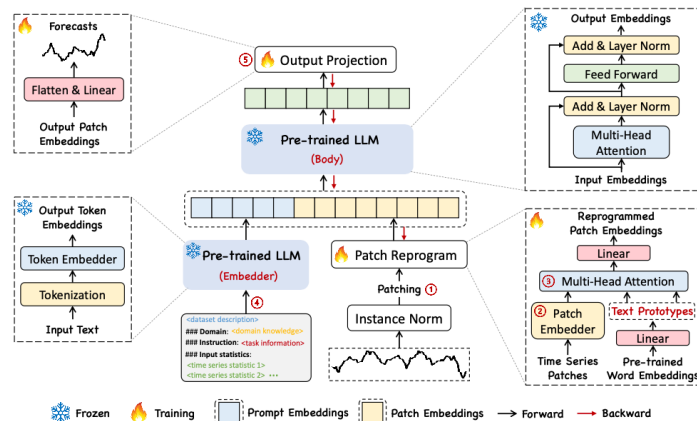 Forecasts
Flatten & Linear
Output Patch
Embeddings
⑤ Output Projection
Pre-trained LLM
(Body)
Output Embeddings
Add & Layer Norm
Feed Forward
Add & Layer Norm
Multi-Head
Attention
Input Embeddings
Output Token
Embeddings
Token Embedder
Tokenization
Input Text
Pre-trained LLM
(Embedder)
④
<dataset description>
### Domain: <domain knowledge>
### Instruction: <task information>
### Input statistics:
<time series statistic 1>
<time series statistic 2> •••
Patch Reprogram
Patching ①
Instance Norm
Reprogrammed
Patch Embeddings
Linear
③ Multi-Head Attention
② Patch
Embedder
Text Prototypes
Linear
Time Series
Patches
Pre-trained
Word Embeddings
Frozen
Training
Prompt Embeddings
Patch Embeddings
Forward
Backward